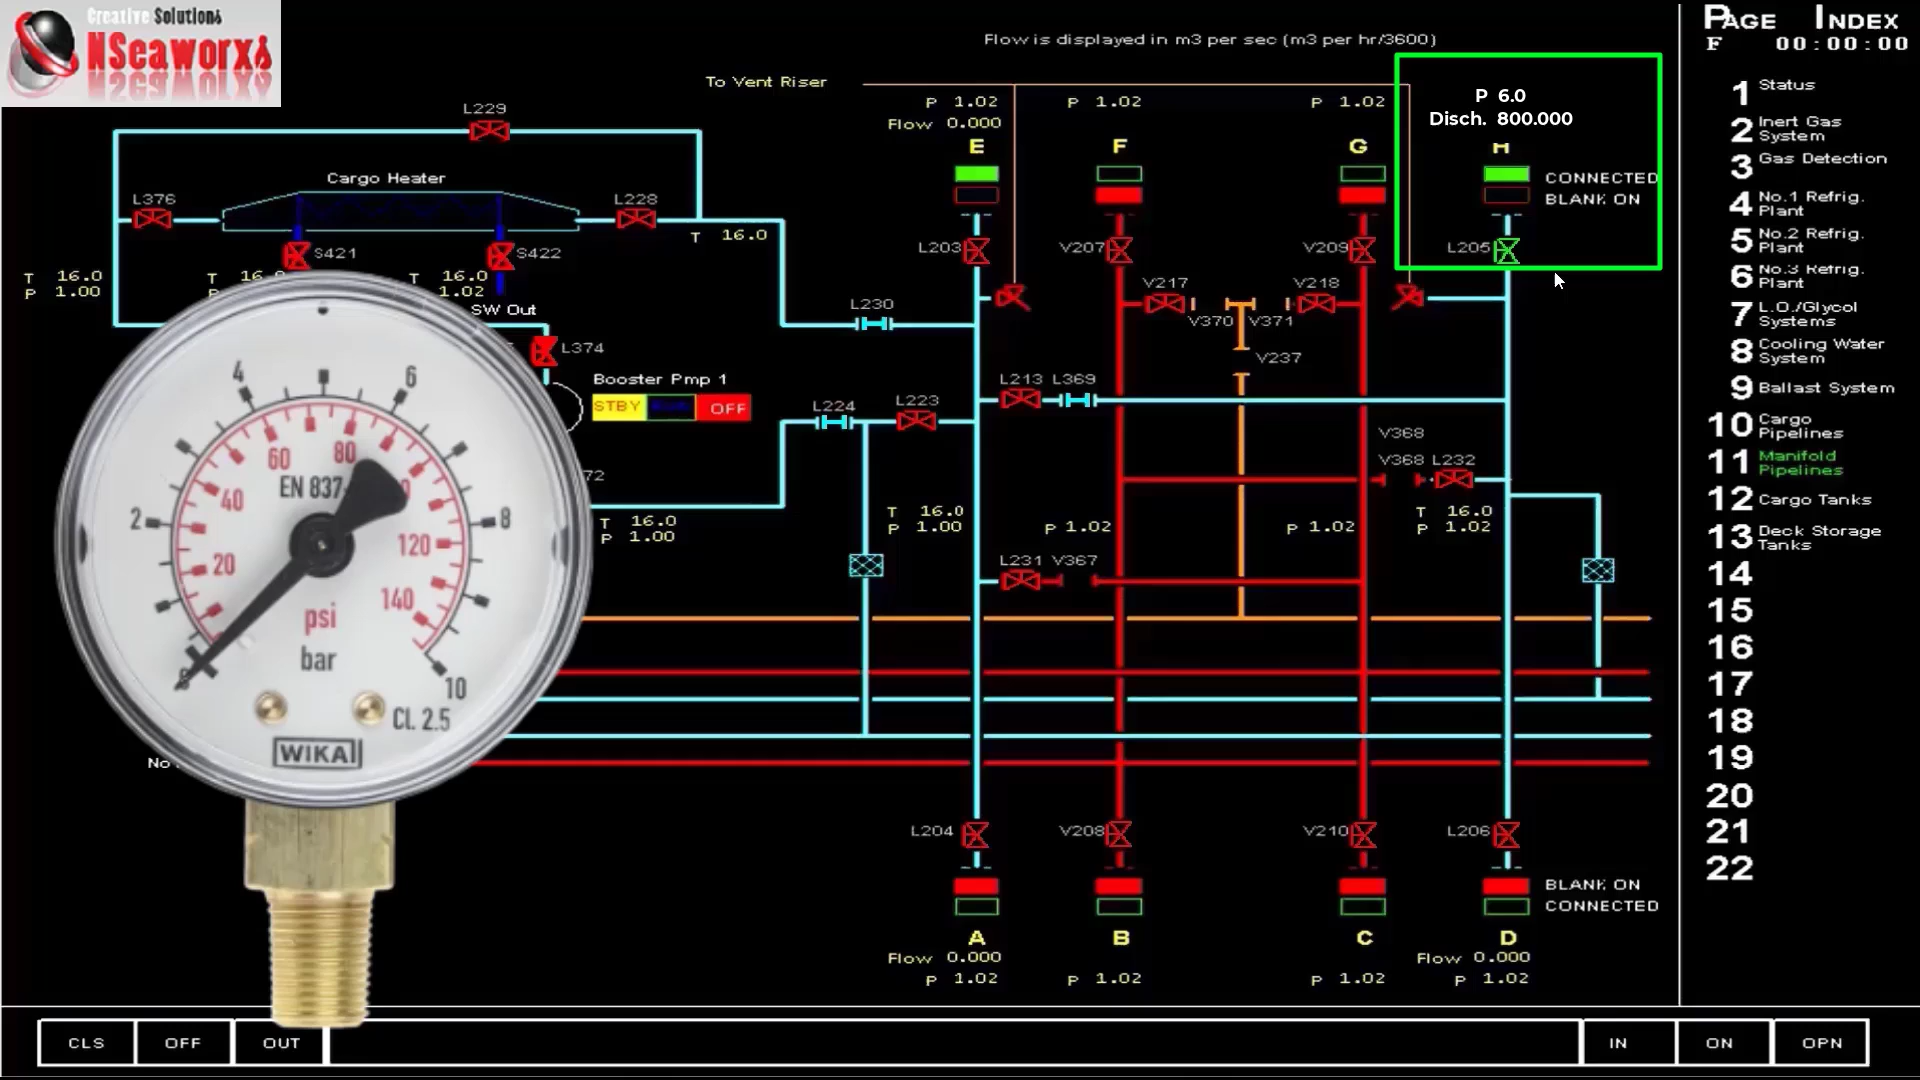 Creative Solutions
NSeaworxs
Flow is displayed in m3 per sec (m3 per hr/3600)
To Vent Riser
PAGE INDEX
F 00:00:00
1 Status
2 Inert Gas
System
3 Gas Detection
4 No.1 Refrig.
Plant
5 No.2 Refrig.
Plant
6 No.3 Refrig.
Plant
7 L.O./Glycol
Systems
8 Cooling Water
System
9 Ballast System
10 Cargo
Pipelines
11 Manifold
Pipelines
12 Cargo Tanks
13 Deck Storage
Tanks
14
15
16
17
18
19
20
21
22
P 1.02
Flow 0.000
E
P 1.02
F
P 1.02
G
P 6.0
Disch. 800.000
H
CONNECTED
BLANK ON
L229
Cargo Heater
L376
L228
T 16.0
S421
S422
T 16.0
P 1.00
T 16.0
P
T 16.0
1.02
SW Out
L203
V207
V209
L205
V217
V218
V370
V371
V237
L230
L374
Booster Pmp 1
STBY
OFF
L224
L223
L213
L369
V368
V368
L232
72
T 16.0
P 1.00
T 16.0
P 1.00
P 1.02
P 1.02
T 16.0
P 1.02
L231
V367
No
L204
V208
V210
L206
BLANK ON
CONNECTED
A
Flow 0.000
P 1.02
B
P 1.02
C
P 1.02
D
Flow 0.000
P 1.02
2
4
6
8
10
20
40
60
80
120
140
EN 837-
psi
bar
Cl. 2.5
WIKA
CLS
OFF
OUT
IN
ON
OPN